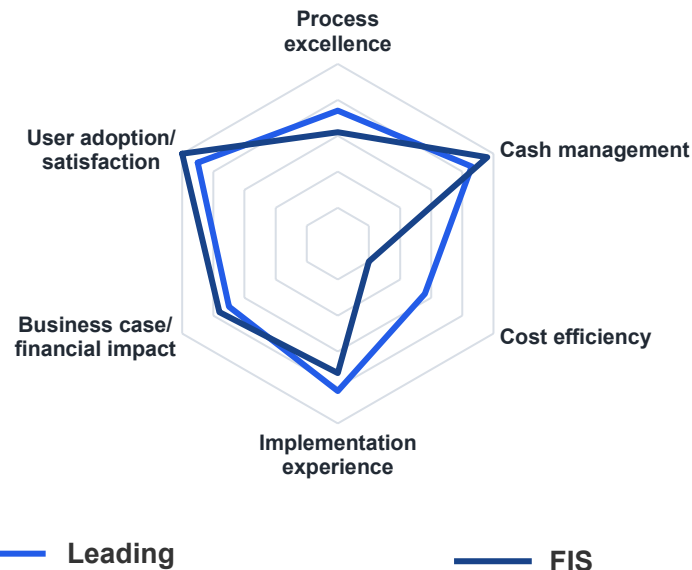 Process
excellence
User adoption/
satisfaction
Cash management
Business case/
financial impact
Cost efficiency
Implementation
experience
Leading
FIS